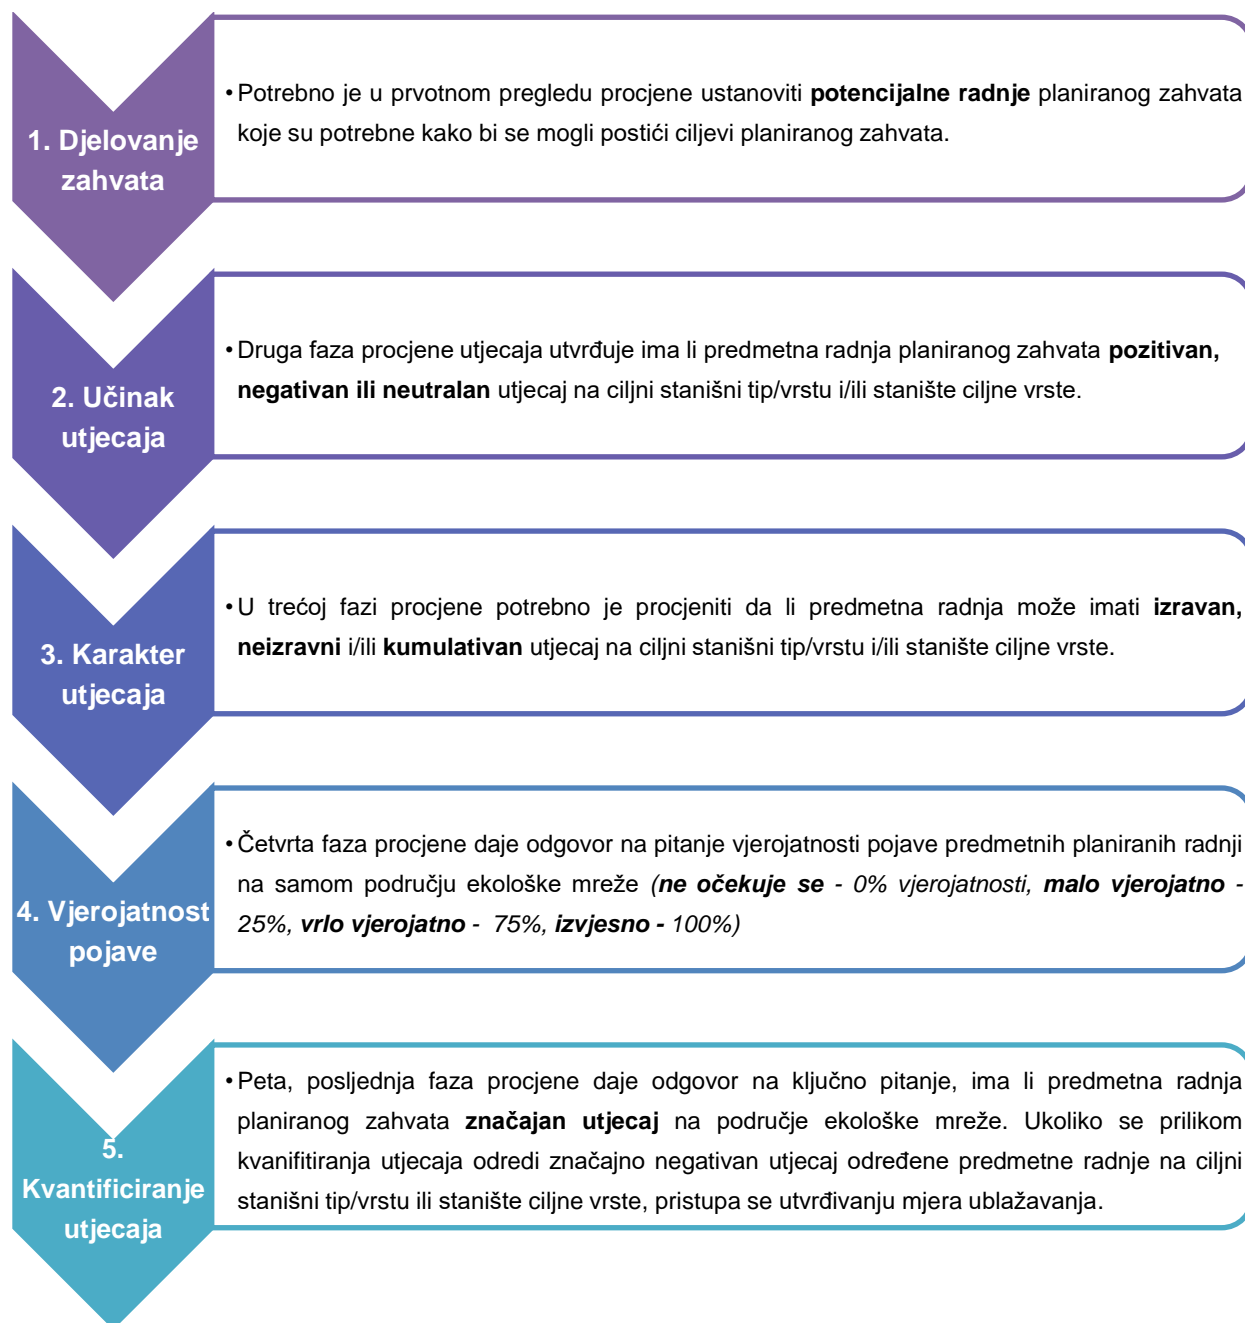 1. Djelovanje
zahvata
• Potrebno je u prvotnom pregledu procjene ustanoviti potencijalne radnje planiranog zahvata
koje su potrebne kako bi se mogli postići ciljevi planiranog zahvata.
2. Učinak
utjecaja
• Druga faza procjene utjecaja utvrđuje ima li predmetna radnja planiranog zahvata pozitivan,
negativan ili neutralan utjecaj na ciljni stanišni tip/vrstu i/ili stanište ciljne vrste.
3. Karakter
utjecaja
• U trećoj fazi procjene potrebno je procjeniti da li predmetna radnja može imati izravan,
neizravni i/ili kumulativan utjecaj na ciljni stanišni tip/vrstu i/ili stanište ciljne vrste.
4. Vjerojatnost
pojave
• Četvrta faza procjene daje odgovor na pitanje vjerojatnosti pojave predmetnih planiranih radnji
na samom području ekološke mreže (ne očekuje se - 0% vjerojatnosti, malo vjerojatno -
25%, vrlo vjerojatno - 75%, izvjesno - 100%)
5.
Kvantificiranje
utjecaja
• Peta, posljednja faza procjene daje odgovor na ključno pitanje, ima li predmetna radnja
planiranog zahvata značajan utjecaj na područje ekološke mreže. Ukoliko se prilikom
kvanifitiranja utjecaja odredi značajno negativan utjecaj određene predmetne radnje na ciljni
stanišni tip/vrstu ili stanište ciljne vrste, pristupa se utvrđivanju mjera ublažavanja.